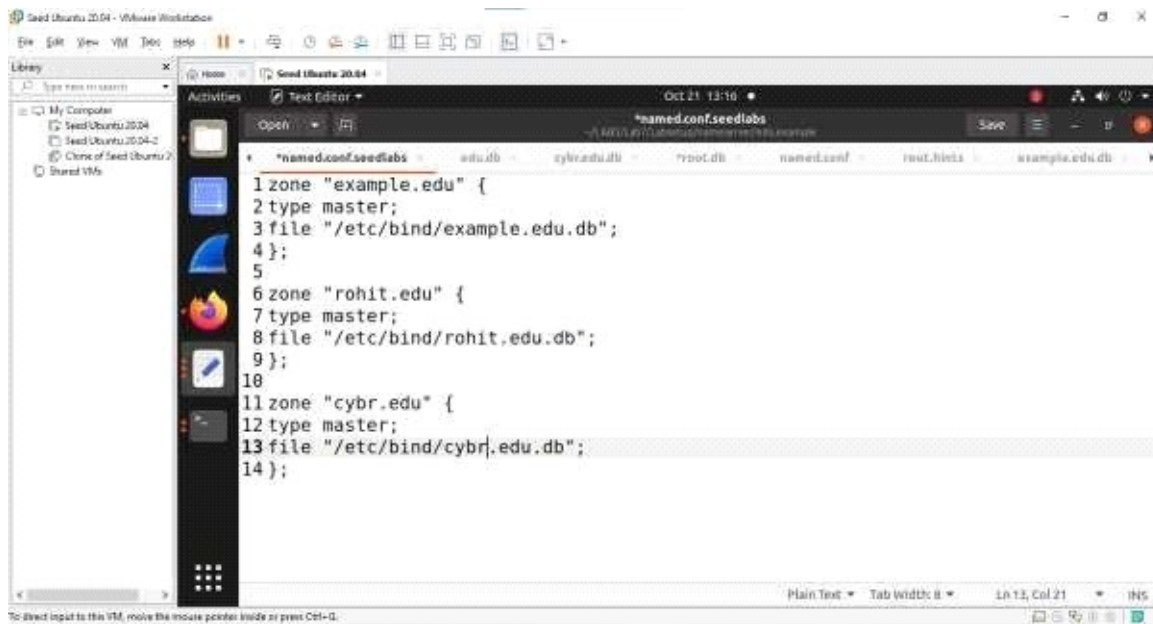 Seed Ubuntu 20.04 - VMware Workstation
File Edit View VM Tabs Help
Library
Home
Seed Ubuntu 20.04
Type here to search
My Computer
Seed Ubuntu 20.04
Seed Ubuntu 20.04-2
Clone of Seed Ubuntu 2
Shared VMs
Activities
Text Editor
Oct 21 13:16
Open
*named.conf.seedlabs
Save
*named.conf.seedlabs
edu.db
*root.db
named.conf
root.hints
example.edu.db
1 zone "example.edu" {
2 type master;
3 file "/etc/bind/example.edu.db";
4 };
5
6 zone "rohit.edu" {
7 type master;
8 file "/etc/bind/rohit.edu.db";
9 };
10
11 zone "cybr.edu" {
12 type master;
13 file "/etc/bind/cybr.edu.db";
14 };
Plain Text
Tab Width: 8
Ln 13, Col 21
INS
To direct input to this VM, move the mouse pointer inside or press Ctrl+G.